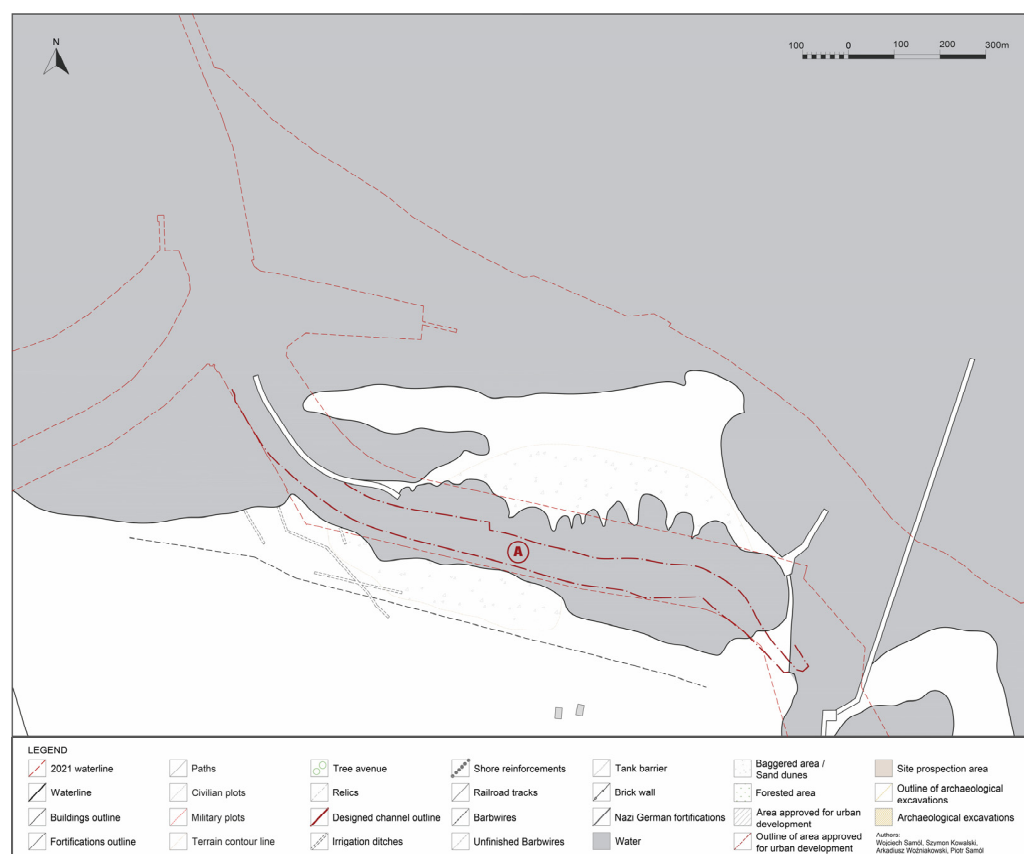 N
100 0 100 200 300m
A
LEGEND
2021 waterline
Waterline
Buildings outline
Fortifications outline
Paths
Civilian plots
Military plots
Terrain contour line
Tree avenue
Relics
Designed channel outline
Irrigation ditches
Shore reinforcements
Railroad tracks
Barbwires
Unfinished Barbwires
Tank barrier
Brick wall
Nazi German fortifications
Water
Baggered area /
Sand dunes
Forested area
Area approved for urban
development
Outline of area approved
for urban development
Site prospection area
Outline of archaeological
excavations
Archaeological excavations
Authors:
Wojciech Samól, Szymon Kowalski,
Arkadiusz Woźniakowski, Piotr Samól